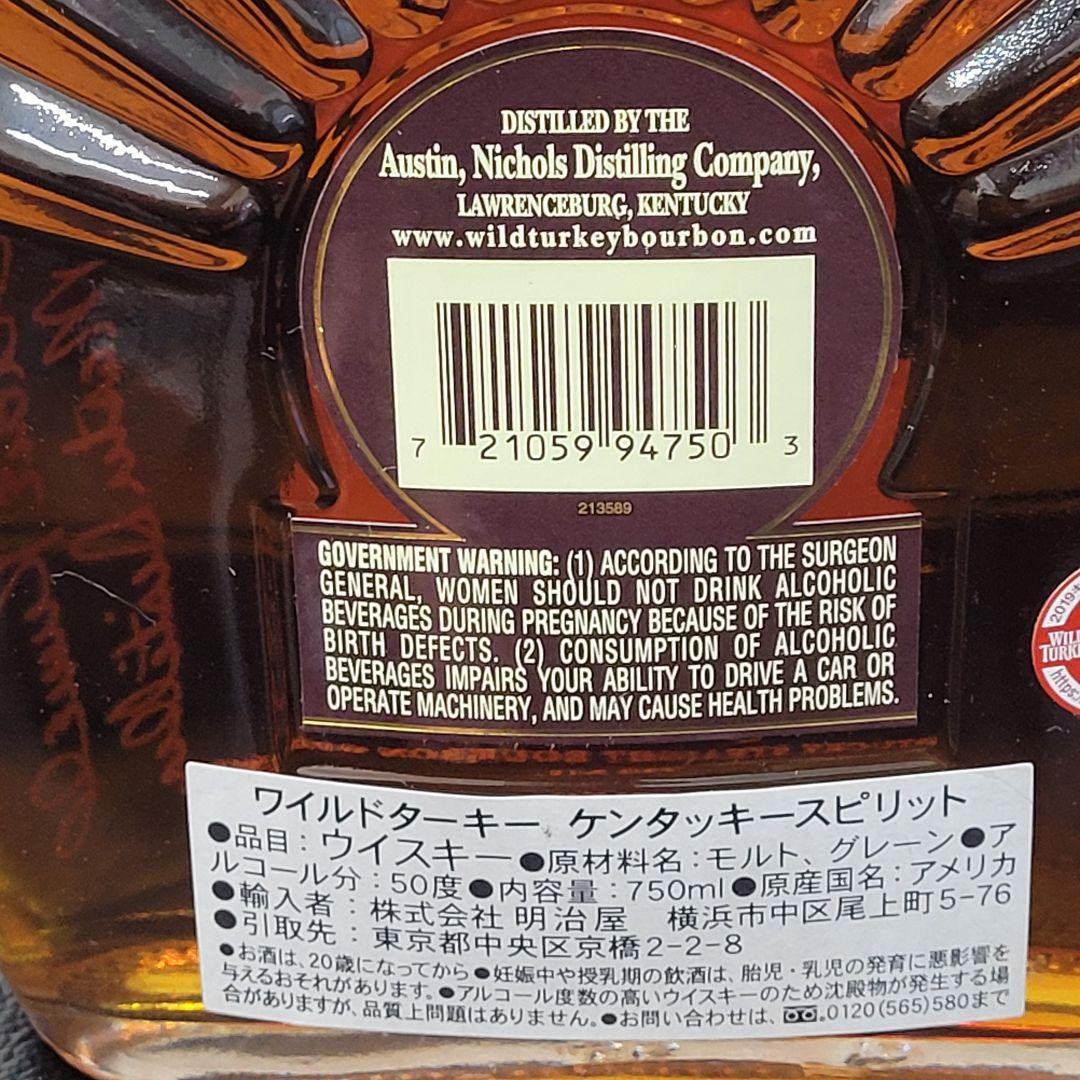 DISTILLED BY THE
Austin, Nichols Distilling Company,
LAWRENCEBURG, KENTUCKY
www.wildturkeybourbon.com
7 21059 94750 3
213589
GOVERNMENT WARNING: (1) ACCORDING TO THE SURGEON
GENERAL, WOMEN SHOULD NOT DRINK ALCOHOLIC
BEVERAGES DURING PREGNANCY BECAUSE OF THE RISK OF
BIRTH DEFECTS. (2) CONSUMPTION OF ALCOHOLIC
BEVERAGES IMPAIRS YOUR ABILITY TO DRIVE A CAR OR
OPERATE MACHINERY, AND MAY CAUSE HEALTH PROBLEMS.
2019
WIL
TURK
https:
ワイルドターキー ケンタッキースピリット
●品目：ウイスキー●原材料名：モルト、グレーン●ア
ルコール分：50度●内容量：750ml●原産国名：アメリカ
●輸入者：株式会社 明治屋 横浜市中区尾上町5-76
●引取先：東京都中央区京橋2-2-8
●お酒は、20歳になってから●妊娠中や授乳期の飲酒は、胎児・乳児の発育に悪影響を
与えるおそれがあります。●アルコール度数の高いウイスキーのため沈殿物が発生する場
合がありますが、品質上問題はありません。●お問い合わせは、0120(565)580まで